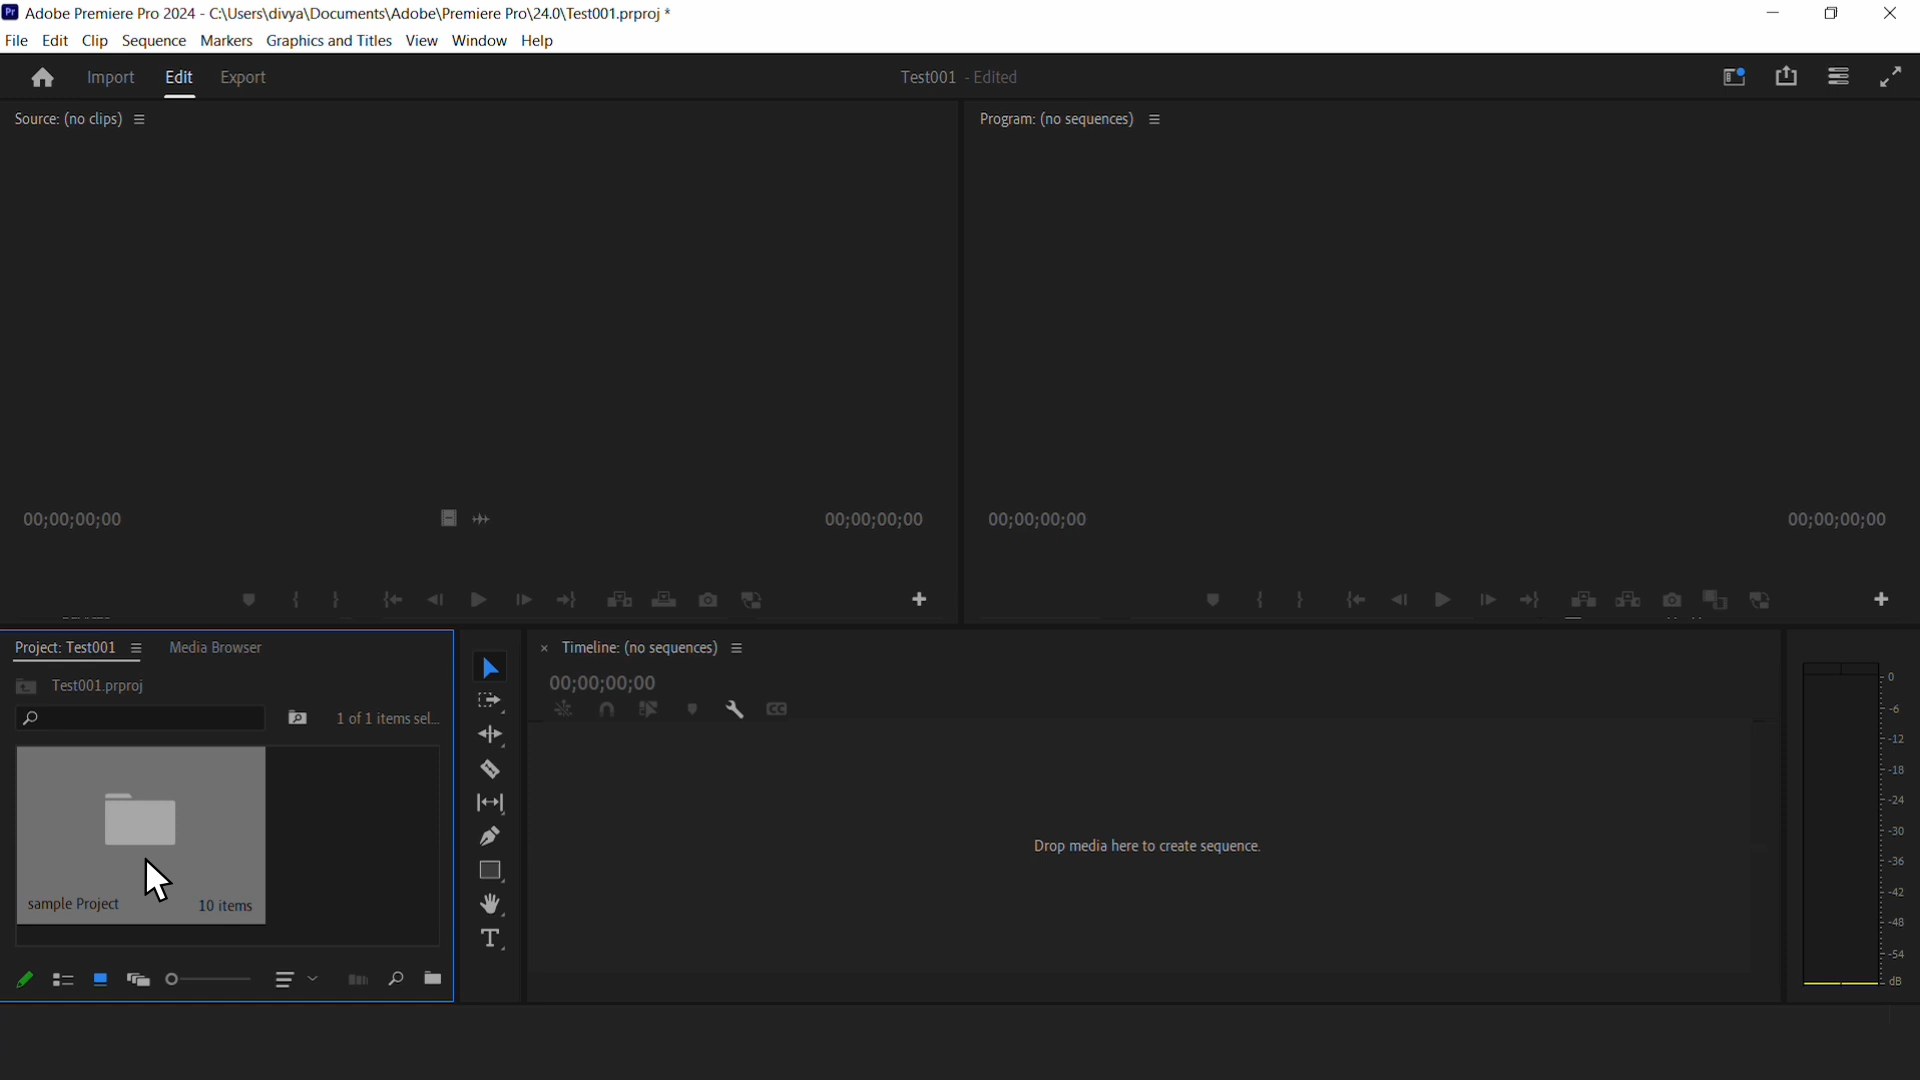 Pr Adobe Premiere Pro 2024 - C:\Users\divya\Documents\Adobe\Premiere Pro\24.0\Test001.prproj *
File Edit Clip Sequence Markers Graphics and Titles View Window Help
Import Edit Export Test001 - Edited
Source: (no clips)
Program: (no sequences)
00;00;00;00 00;00;00;00
00;00;00;00 00;00;00;00
Project: Test001 Media Browser
Test001.prproj
1 of 1 items sel...
sample Project 10 items
Timeline: (no sequences)
00;00;00;00
CC
Drop media here to create sequence.
T
0
-6
-12
-18
-24
-30
-36
-42
-48
-54
dB